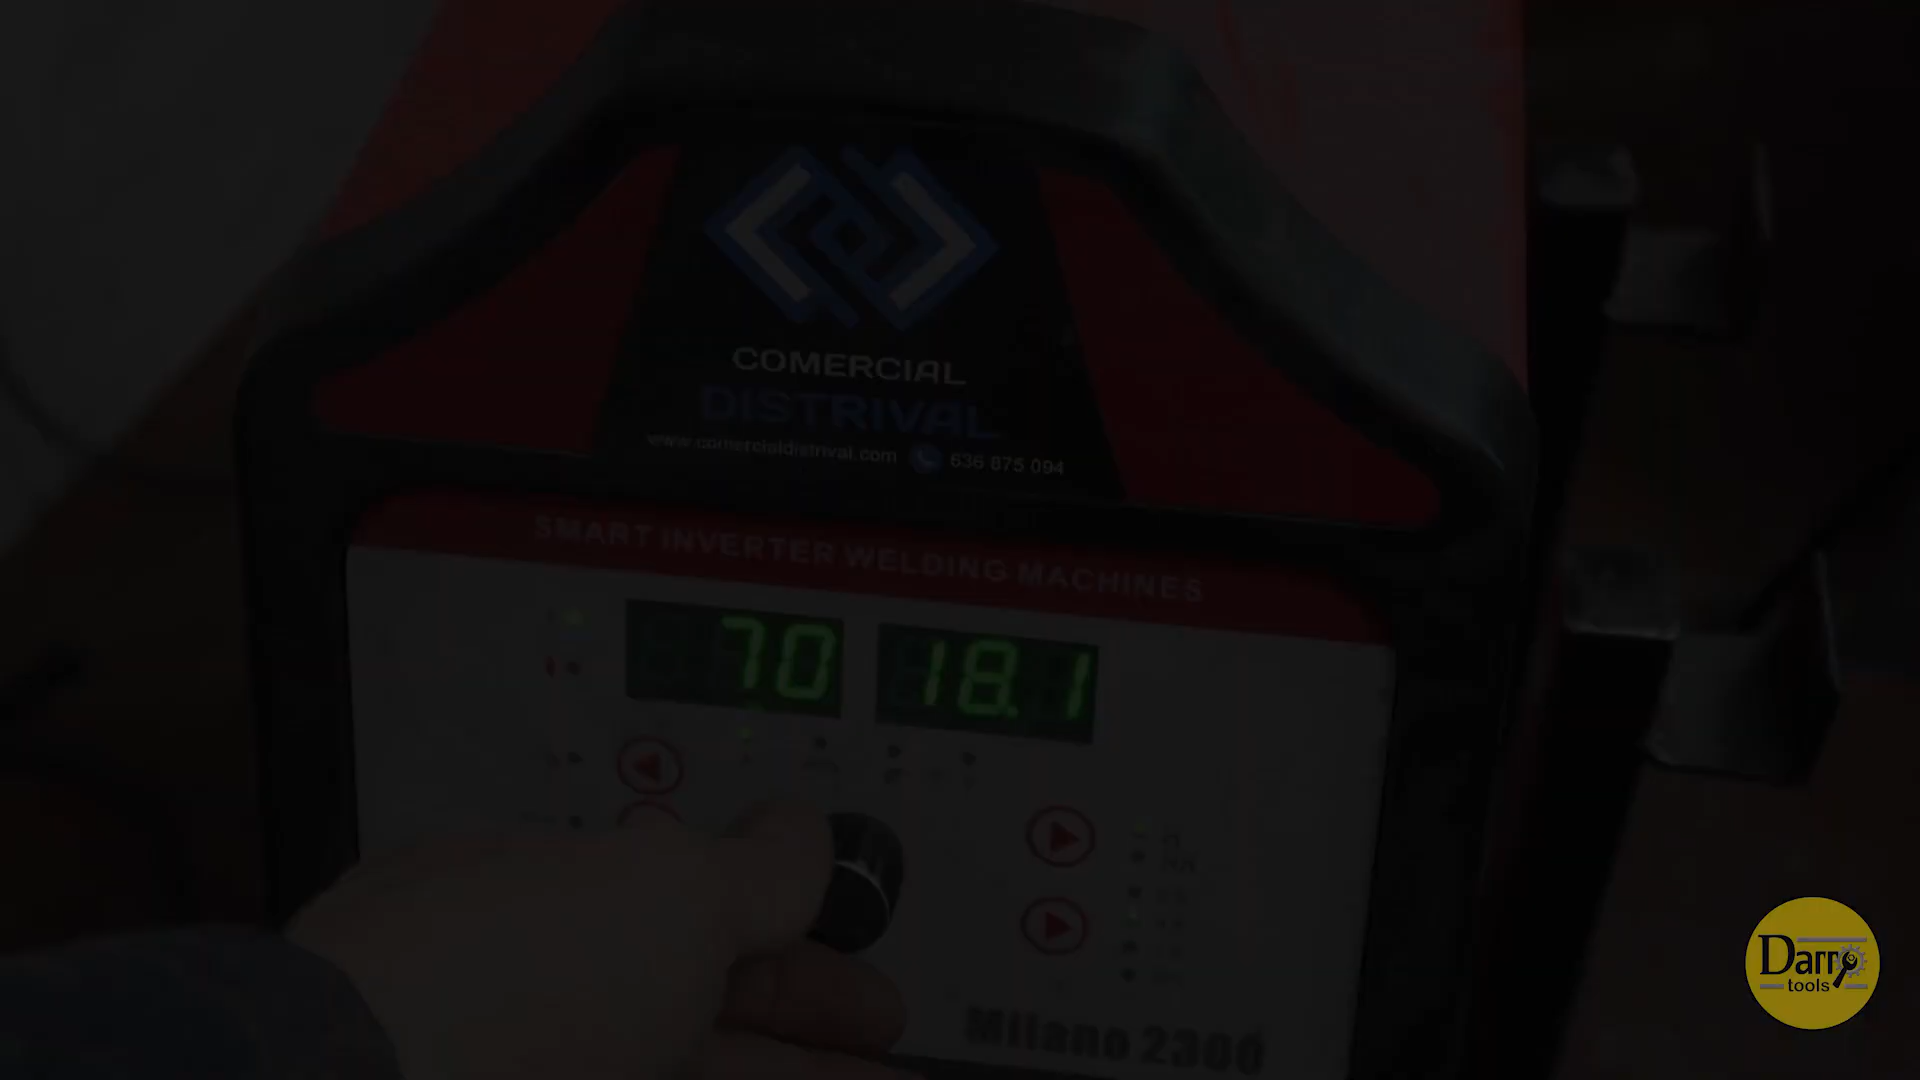 COMERCIAL
DISTRIVAL
www.comercialdistrival.com 636 875 094
SMART INVERTER WELDING MACHINES
70 18.1
Milano 2300
Darro
tools